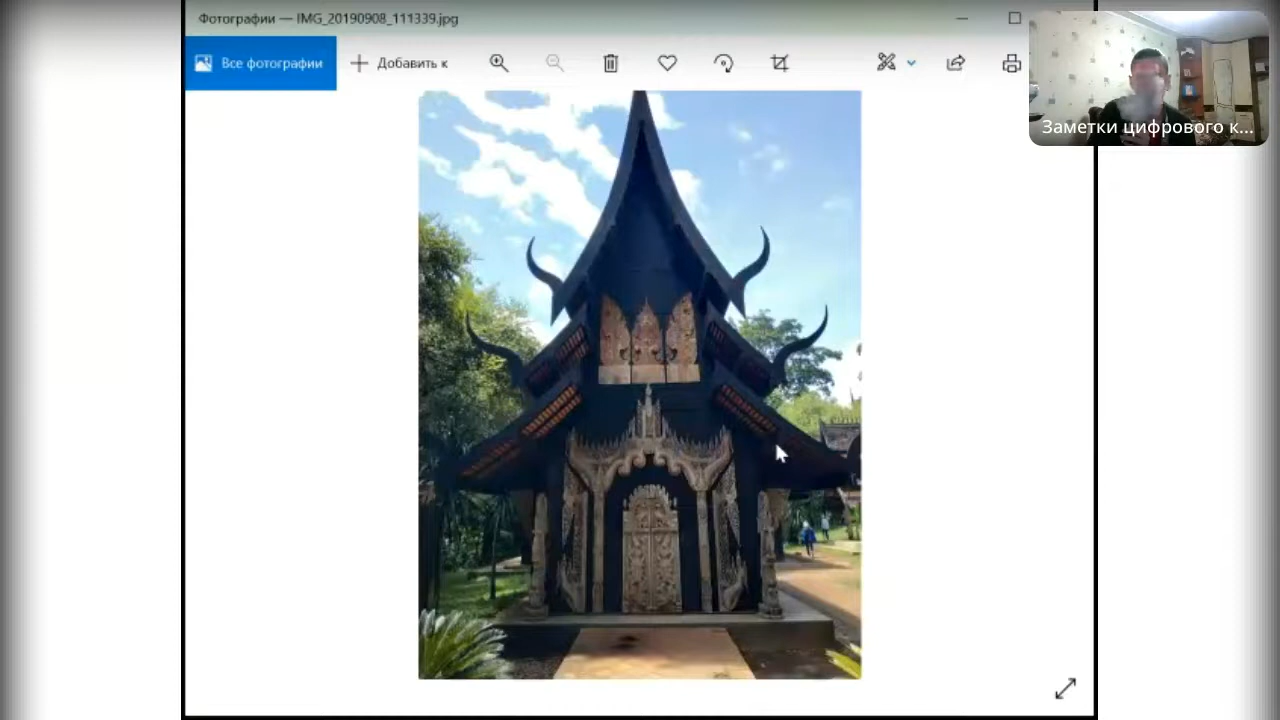 Фотографии — IMG_20190908_111339.jpg
Все фотографии
Добавить к
Заметки цифрового к...